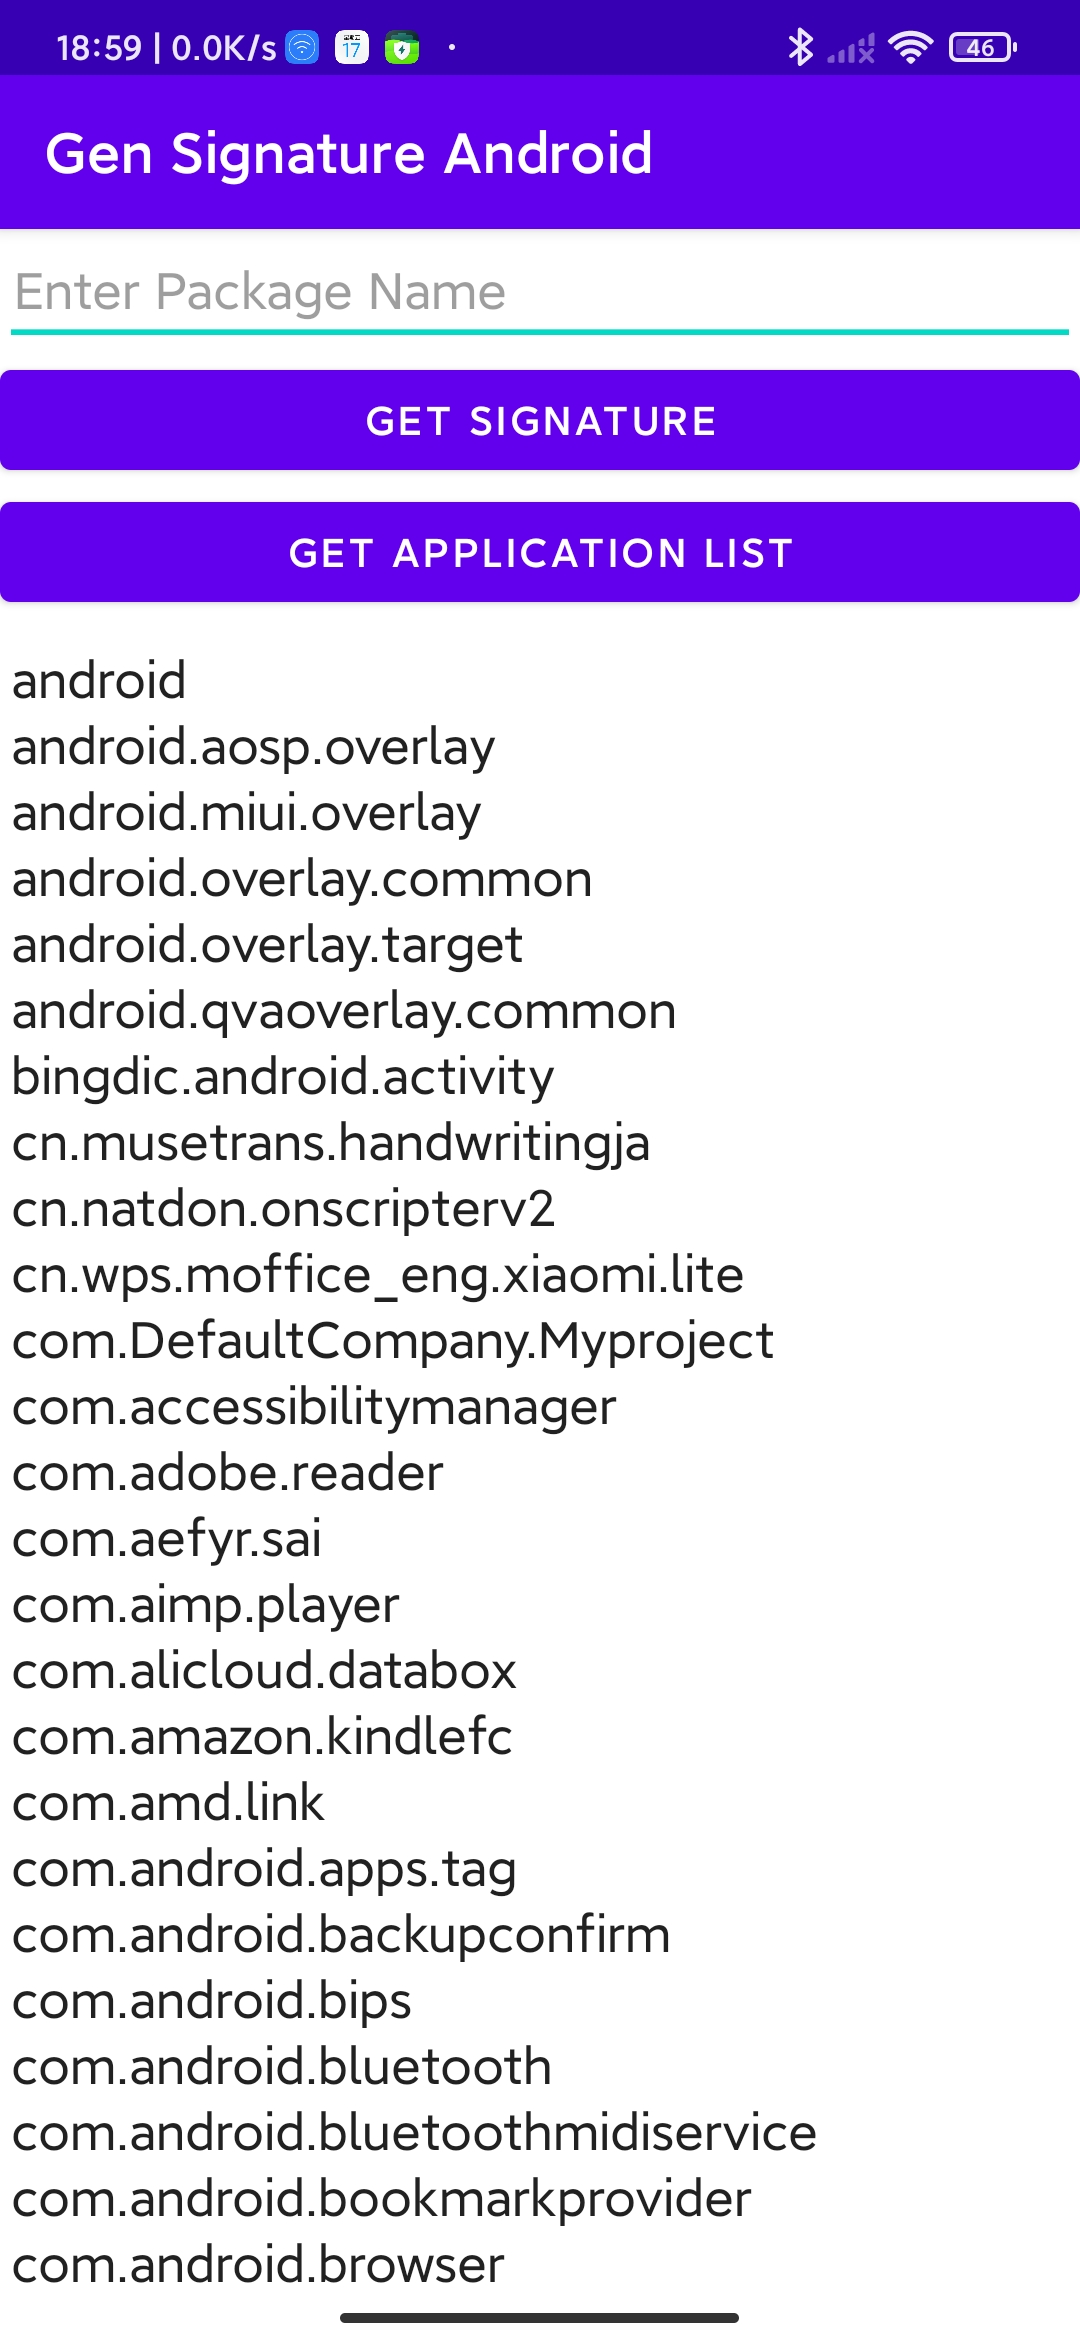 18:59 | 0.0K/s 17 46
Gen Signature Android
Enter Package Name
GET SIGNATURE
GET APPLICATION LIST
android
android.aosp.overlay
android.miui.overlay
android.overlay.common
android.overlay.target
android.qvaoverlay.common
bingdic.android.activity
cn.musetrans.handwritingja
cn.natdon.onscripterv2
cn.wps.moffice_eng.xiaomi.lite
com.DefaultCompany.Myproject
com.accessibilitymanager
com.adobe.reader
com.aefyr.sai
com.aimp.player
com.alicloud.databox
com.amazon.kindlefc
com.amd.link
com.android.apps.tag
com.android.backupconfirm
com.android.bips
com.android.bluetooth
com.android.bluetoothmidiservice
com.android.bookmarkprovider
com.android.browser